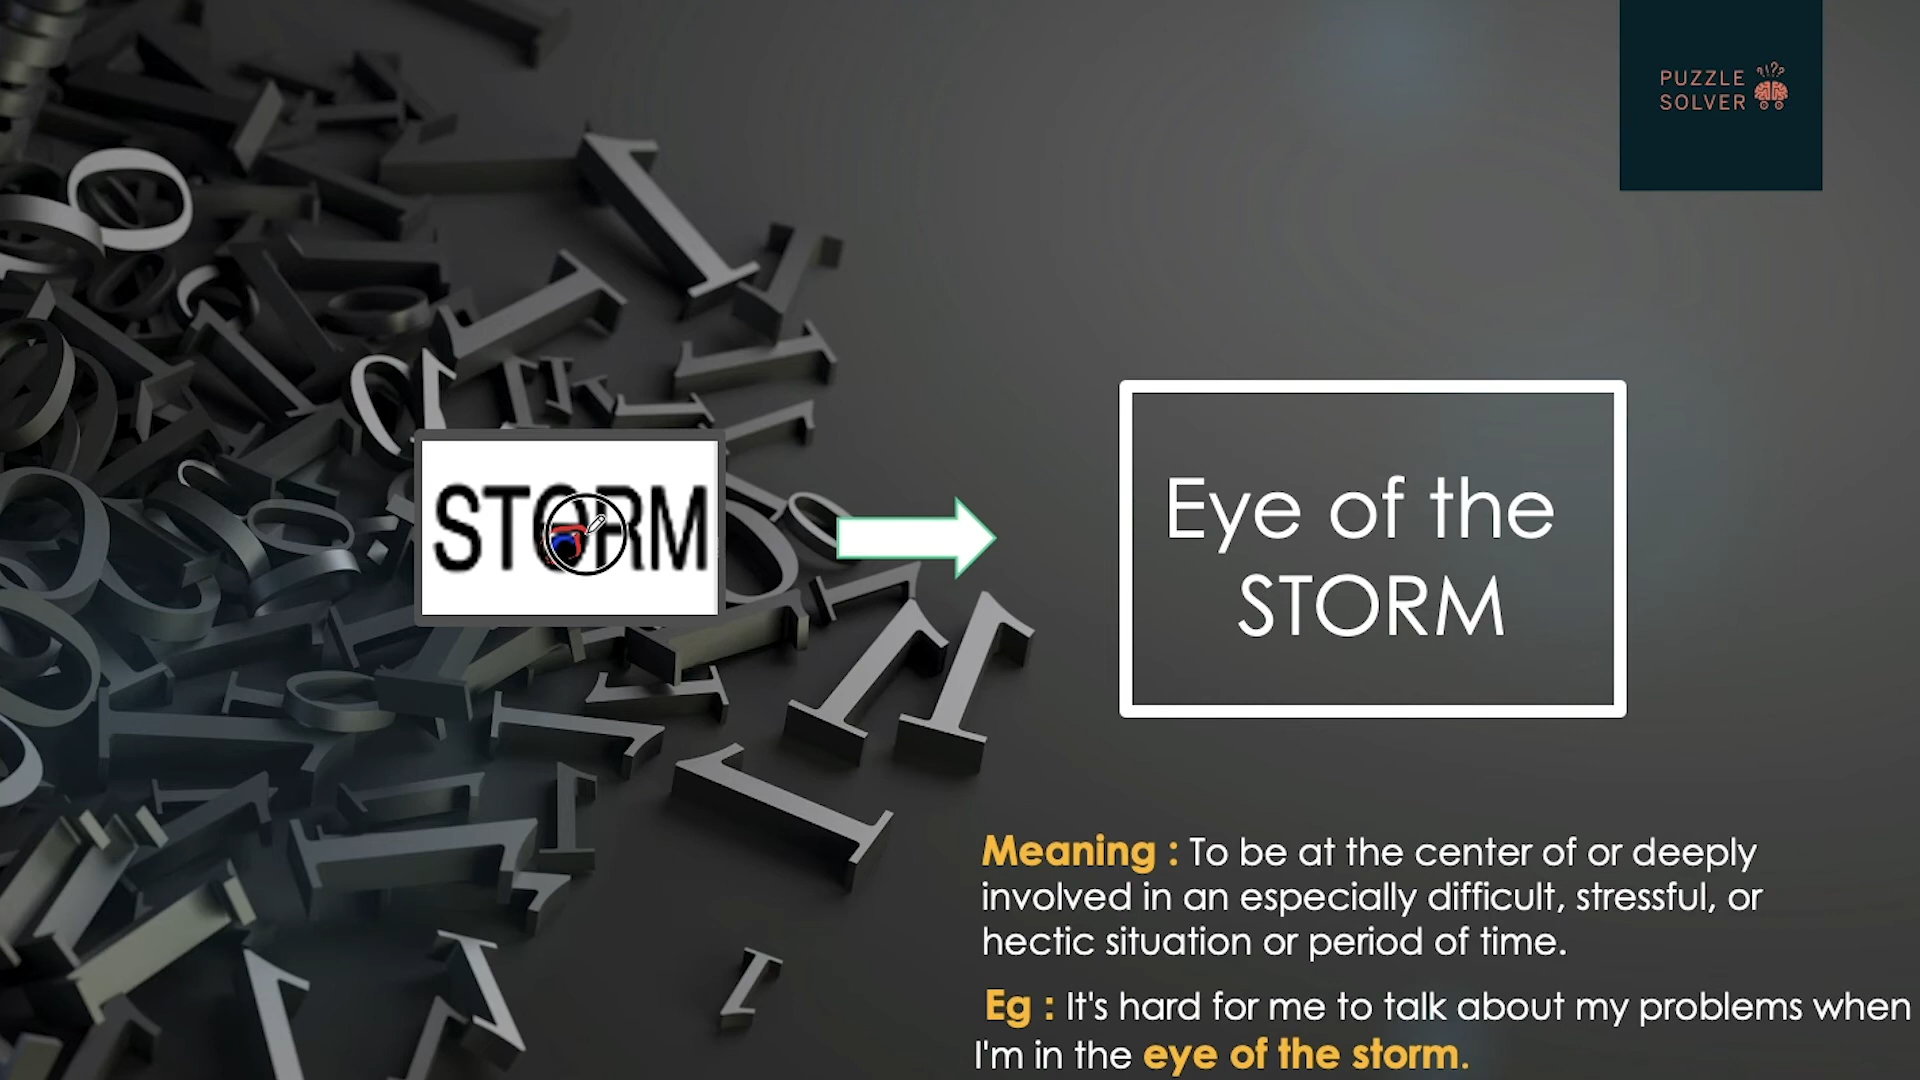 PUZZLE
SOLVER
STORM
Eye of the
STORM
Meaning : To be at the center of or deeply
involved in an especially difficult, stressful, or
hectic situation or period of time.
Eg : It's hard for me to talk about my problems when
I'm in the eye of the storm.